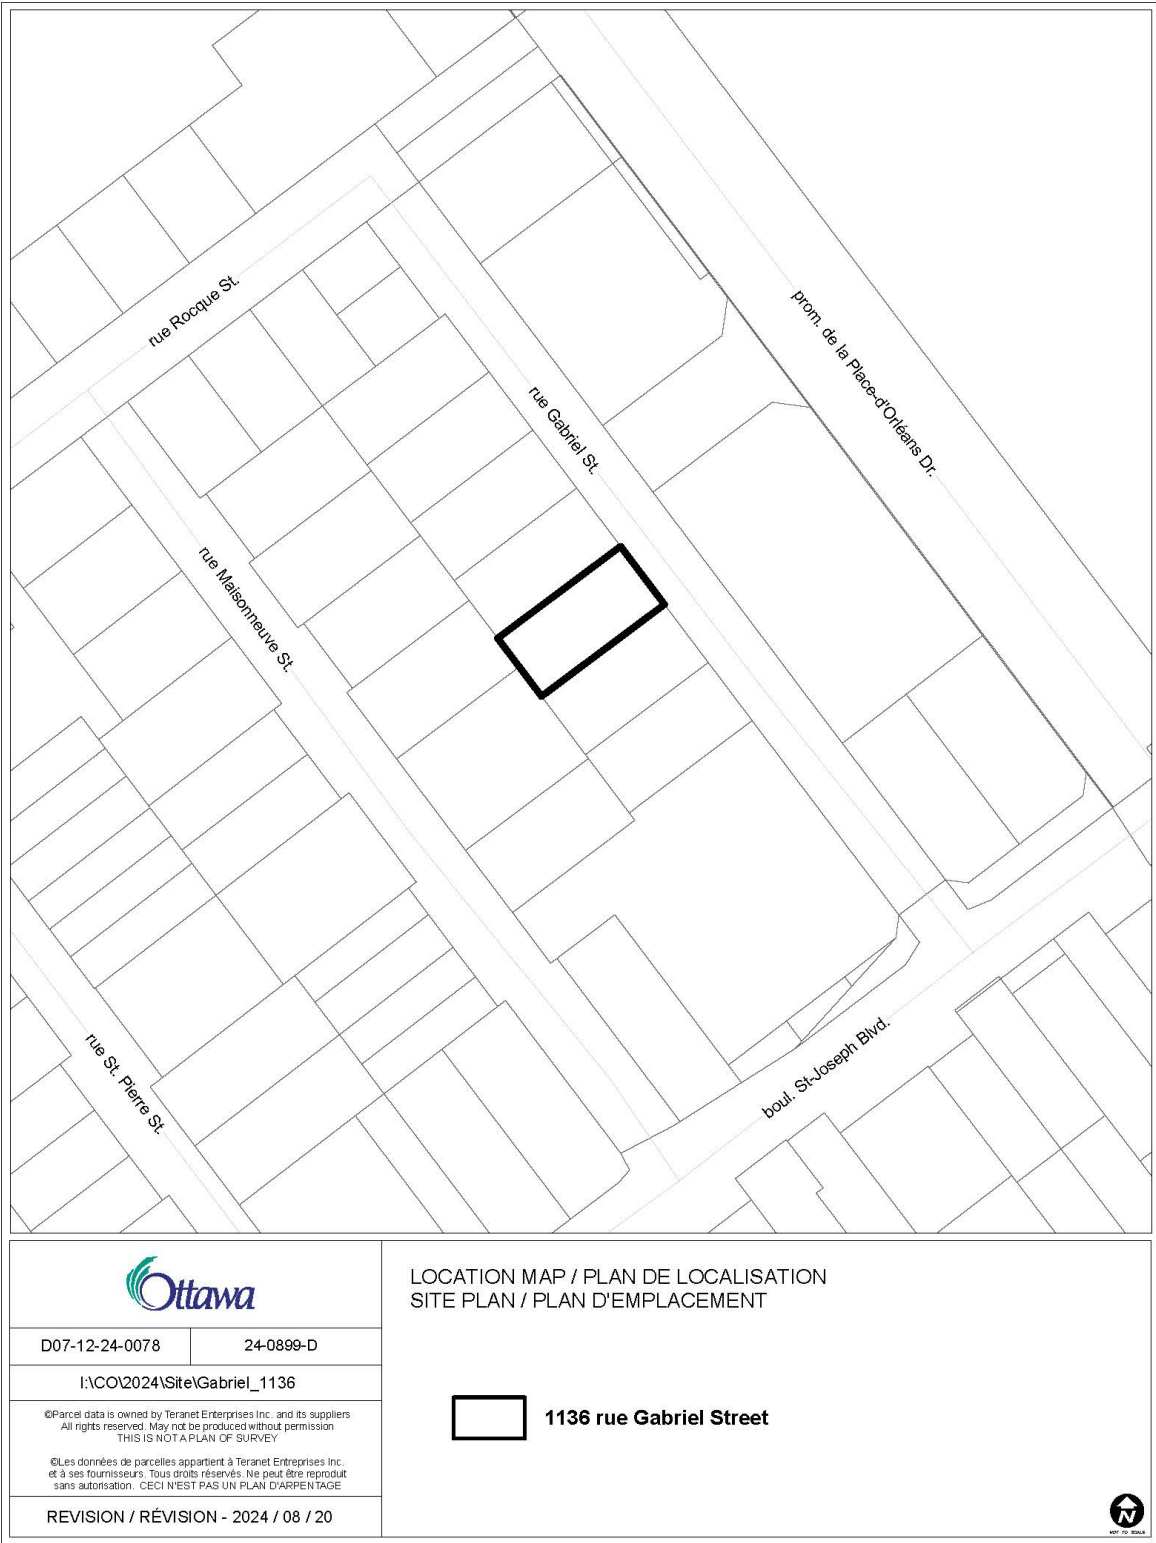 rue Rocque St.
prom. de la Place-d'Orléans Dr.
rue Gabriel St.
rue Maisonneuve St.
rue St. Pierre St.
boul. St-Joseph Blvd.
Ottawa
D07-12-24-0078
24-0899-D
I:\CO\2024\Site\Gabriel_1136
©Parcel data is owned by Teranet Enterprises Inc. and its suppliers
All rights reserved. May not be produced without permission
THIS IS NOT A PLAN OF SURVEY
©Les données de parcelles appartient à Teranet Entreprises Inc.
et à ses fournisseurs. Tous droits réservés. Ne peut être reproduit
sans autorisation. CECI N'EST PAS UN PLAN D'ARPENTAGE
REVISION / RÉVISION - 2024 / 08 / 20
LOCATION MAP / PLAN DE LOCALISATION
SITE PLAN / PLAN D'EMPLACEMENT
1136 rue Gabriel Street
N
NOT TO SCALE